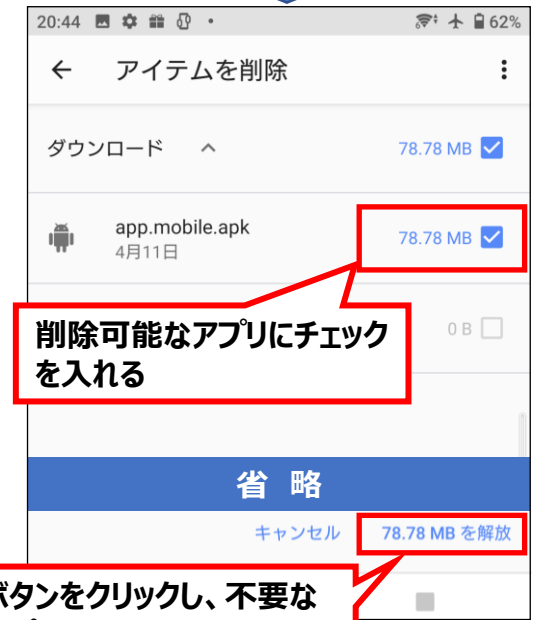 20:44 62%
アイテムを削除
ダウンロード 78.78 MB
app.mobile.apk 78.78 MB
4月11日
削除可能なアプリにチェック
を入れる
0 B
省 略
キャンセル 78.78 MB を解放
ボタンをクリックし、不要な